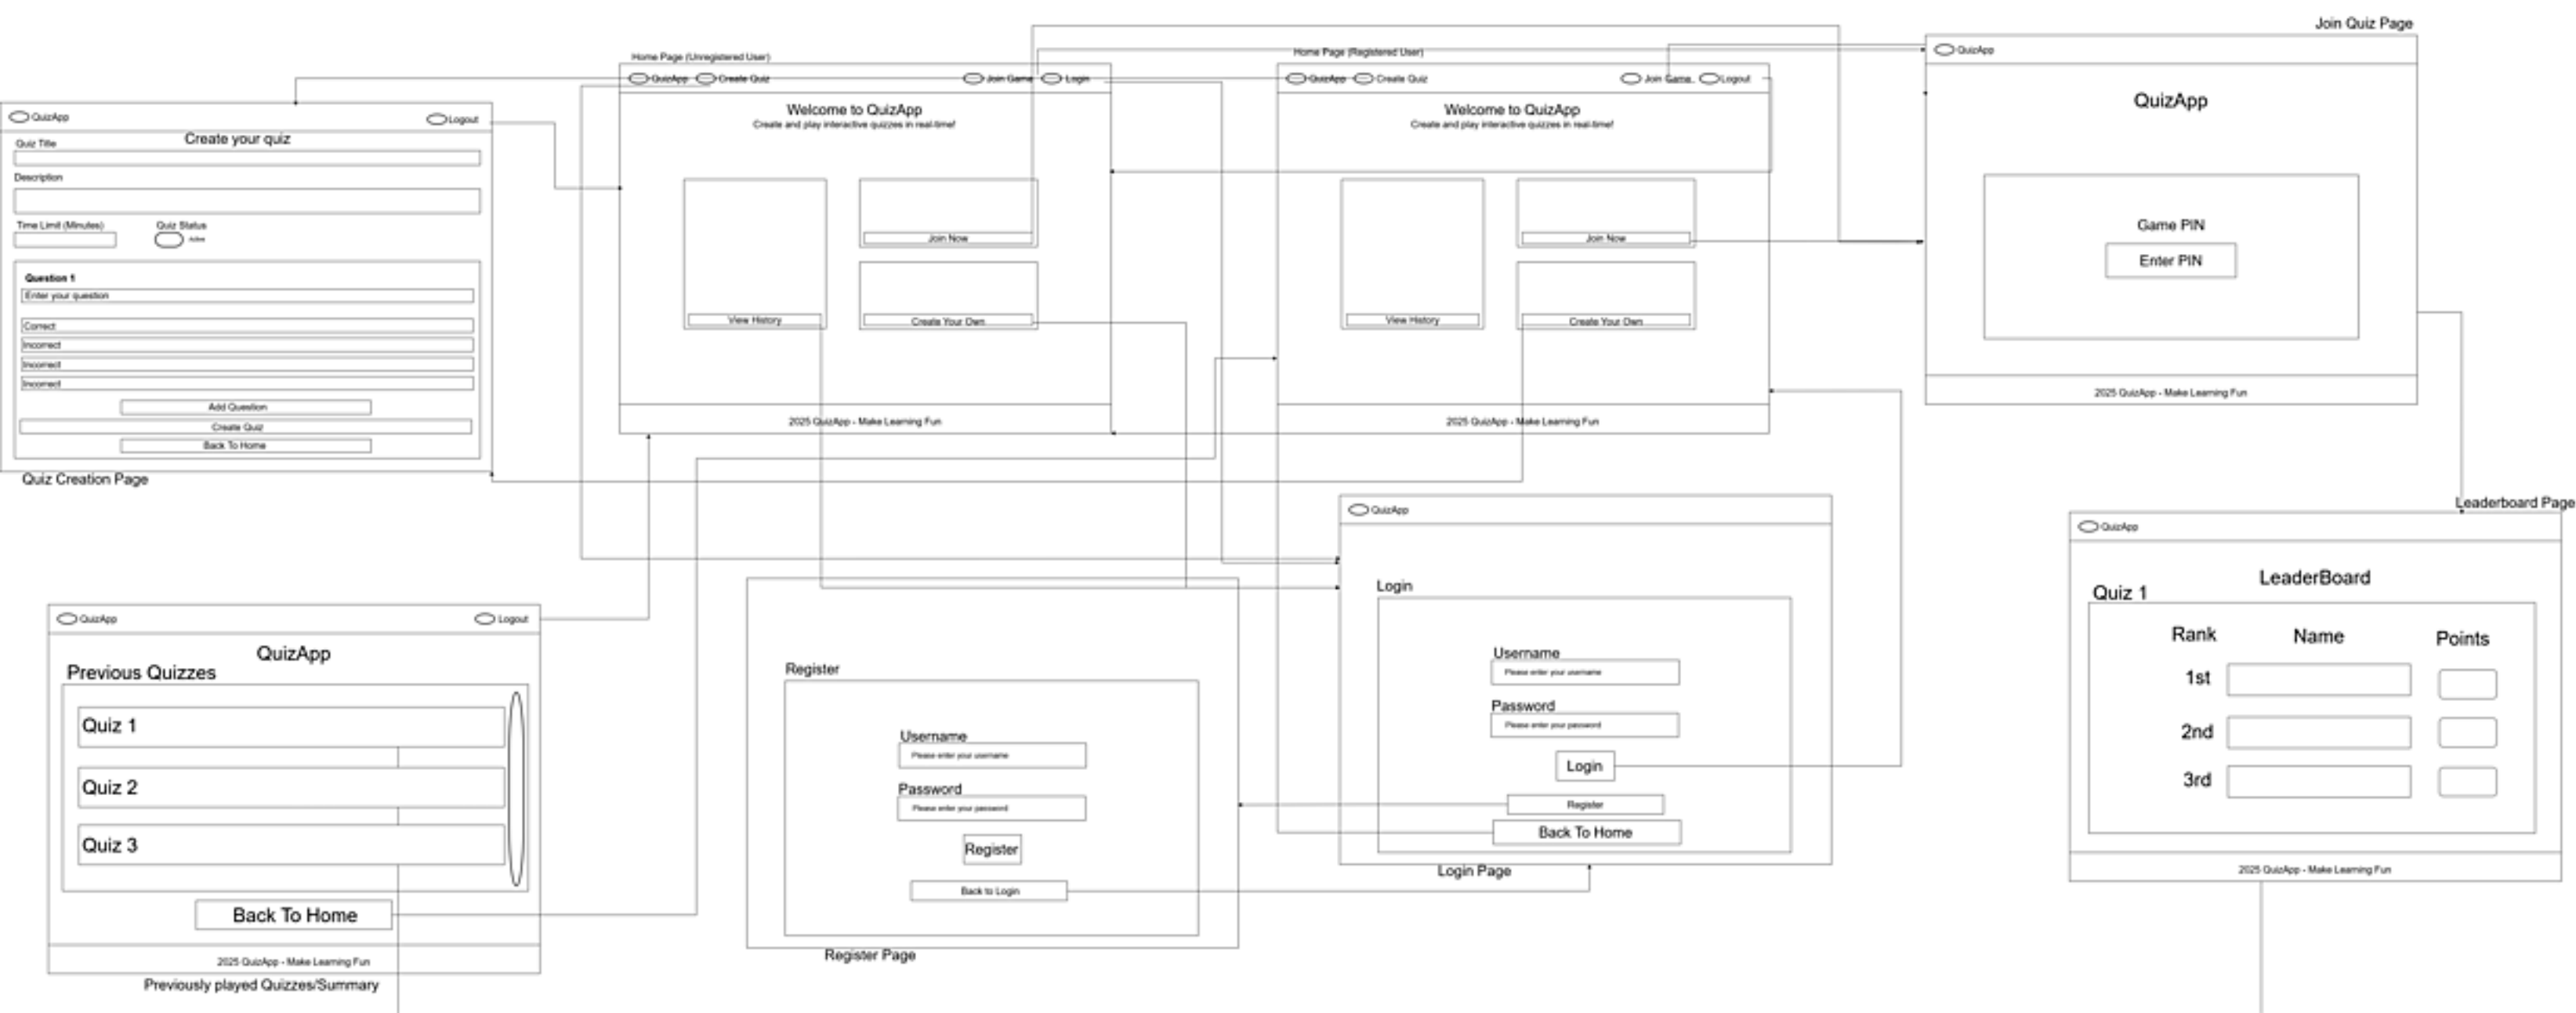 Join Quiz Page
QuizApp
QuizApp
Game PIN
Enter PIN
2025 QuizApp - Make Learning Fun
Home Page (Unregistered User)
QuizApp Create Quiz Join Game Login
Welcome to QuizApp
Create and play interactive quizzes in real-time!
Join Now
View History
Create Your Own
2025 QuizApp - Make Learning Fun
Home Page (Registered User)
QuizApp Create Quiz Join Game Logout
Welcome to QuizApp
Create and play interactive quizzes in real-time!
Join Now
View History
Create Your Own
2025 QuizApp - Make Learning Fun
QuizApp Logout
Create your quiz
Quiz Title
Description
Time Limit (Minutes) Quiz Status
Active
Question 1
Enter your question
Correct
Incorrect
Incorrect
Incorrect
Add Question
Create Quiz
Back To Home
Quiz Creation Page
QuizApp Logout
QuizApp
Previous Quizzes
Quiz 1
Quiz 2
Quiz 3
Back To Home
2025 QuizApp - Make Learning Fun
Previously played Quizzes/Summary
Register
Username
Please enter your username
Password
Please enter your password
Register
Back to Login
Register Page
QuizApp
Login
Username
Please enter your username
Password
Please enter your password
Login
Register
Back To Home
Login Page
Leaderboard Page
QuizApp
LeaderBoard
Quiz 1
Rank Name Points
1st
2nd
3rd
2025 QuizApp - Make Learning Fun